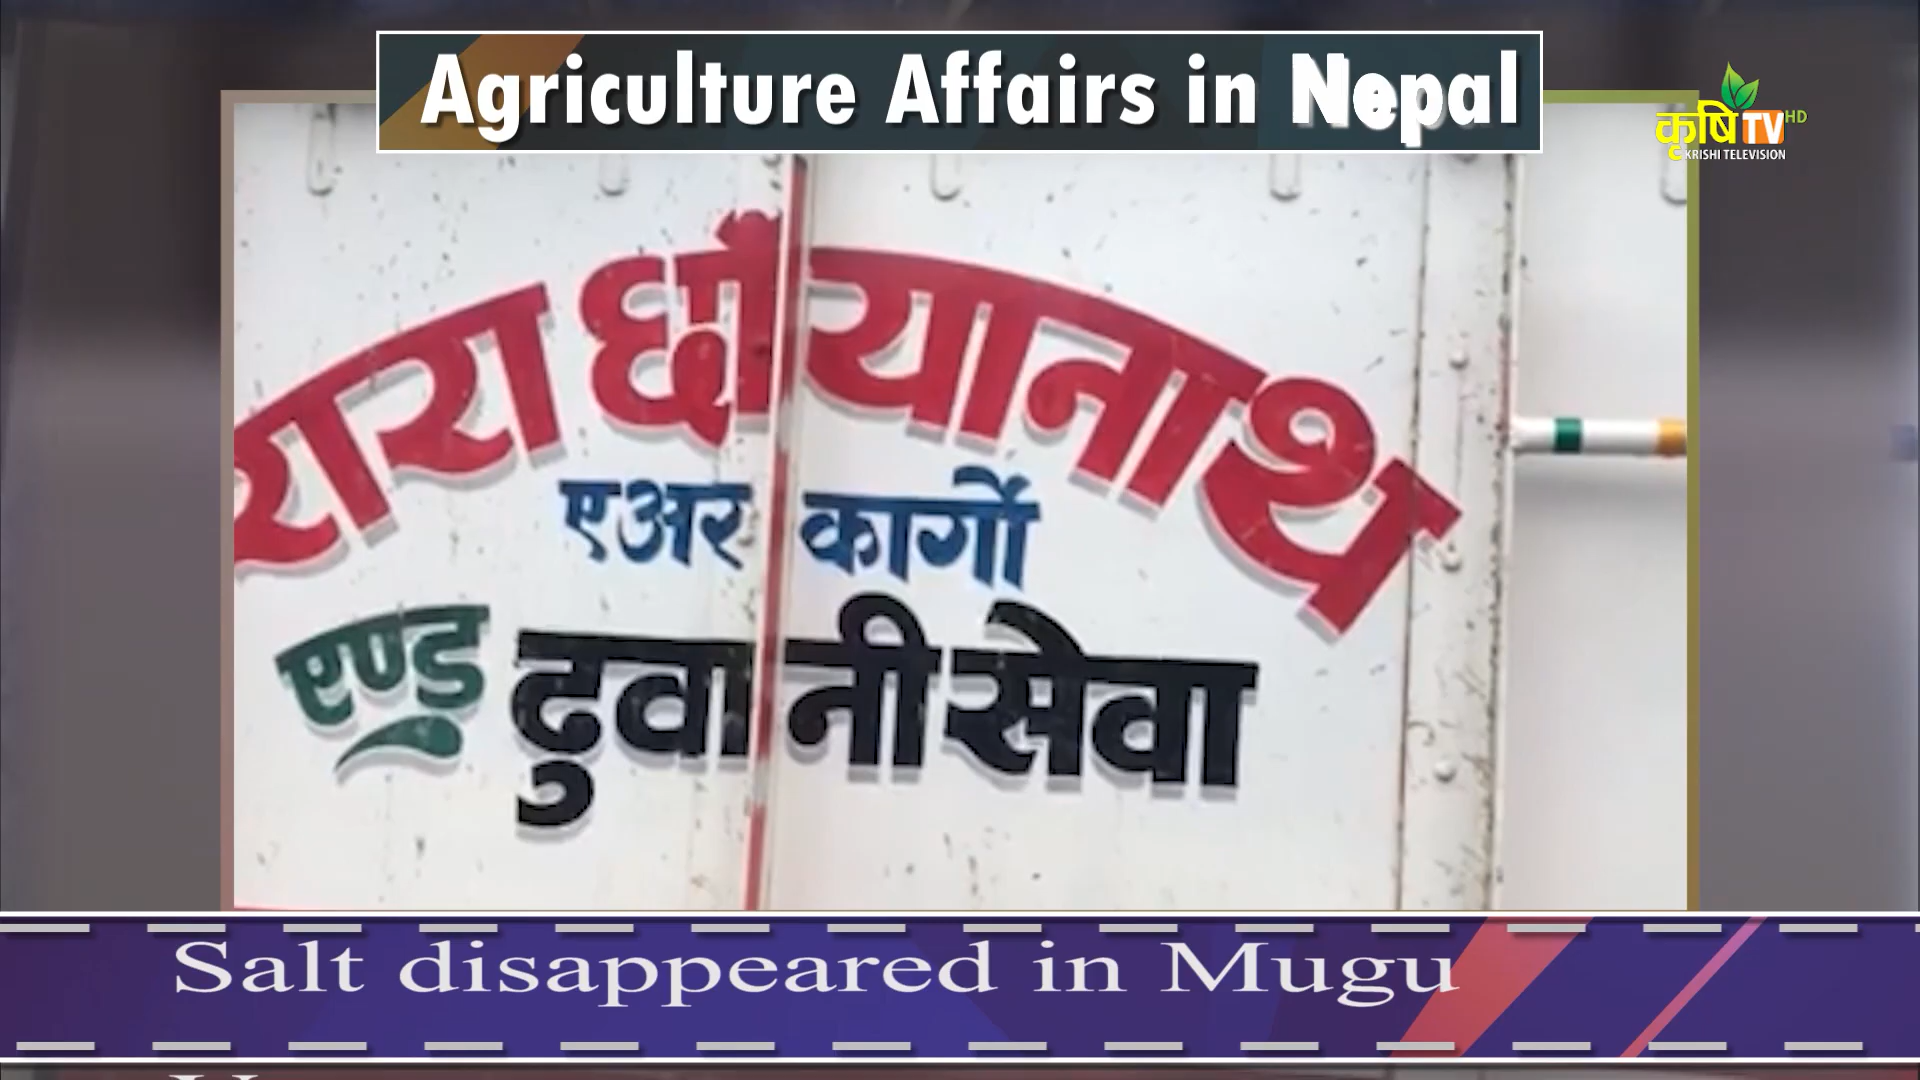 Agriculture Affairs in Nepal
कृषि TV HD
KRISHI TELEVISION
रारा छाँयानाथ
एअर कार्गो
एण्ड ढुवानी सेवा
Salt disappeared in Mugu